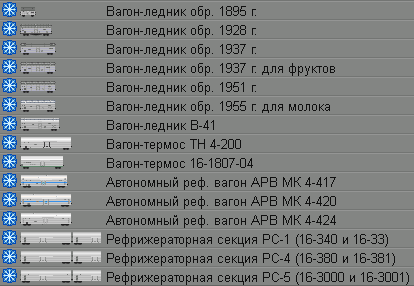 Вагон-ледник обр. 1895 г.
Вагон-ледник обр. 1928 г.
Вагон-ледник обр. 1937 г.
Вагон-ледник обр. 1937 г. для фруктов
Вагон-ледник обр. 1951 г.
Вагон-ледник обр. 1955 г. для молока
Вагон-ледник В-41
Вагон-термос ТН 4-200
Вагон-термос 16-1807-04
Автономный реф. вагон АРВ МК 4-417
Автономный реф. вагон АРВ МК 4-420
Автономный реф. вагон АРВ МК 4-424
Рефрижераторная секция РС-1 (16-340 и 16-33)
Рефрижераторная секция РС-4 (16-380 и 16-381)
Рефрижераторная секция РС-5 (16-3000 и 16-3001)